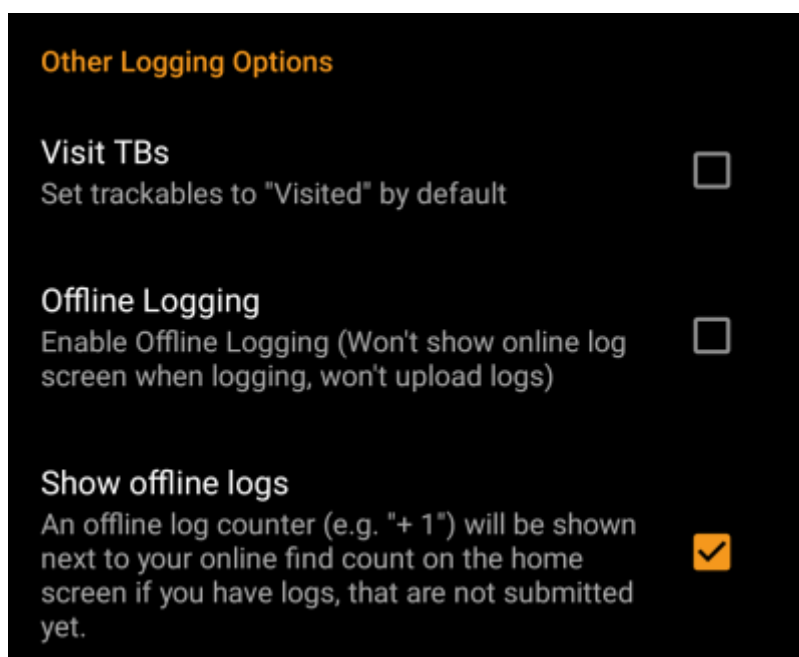 Other Logging Options
Visit TBs
Set trackables to "Visited" by default
Offline Logging
Enable Offline Logging (Won't show online log
screen when logging, won't upload logs)
Show offline logs
An offline log counter (e.g. "+ 1") will be shown
next to your online find count on the home
screen if you have logs, that are not submitted
yet.